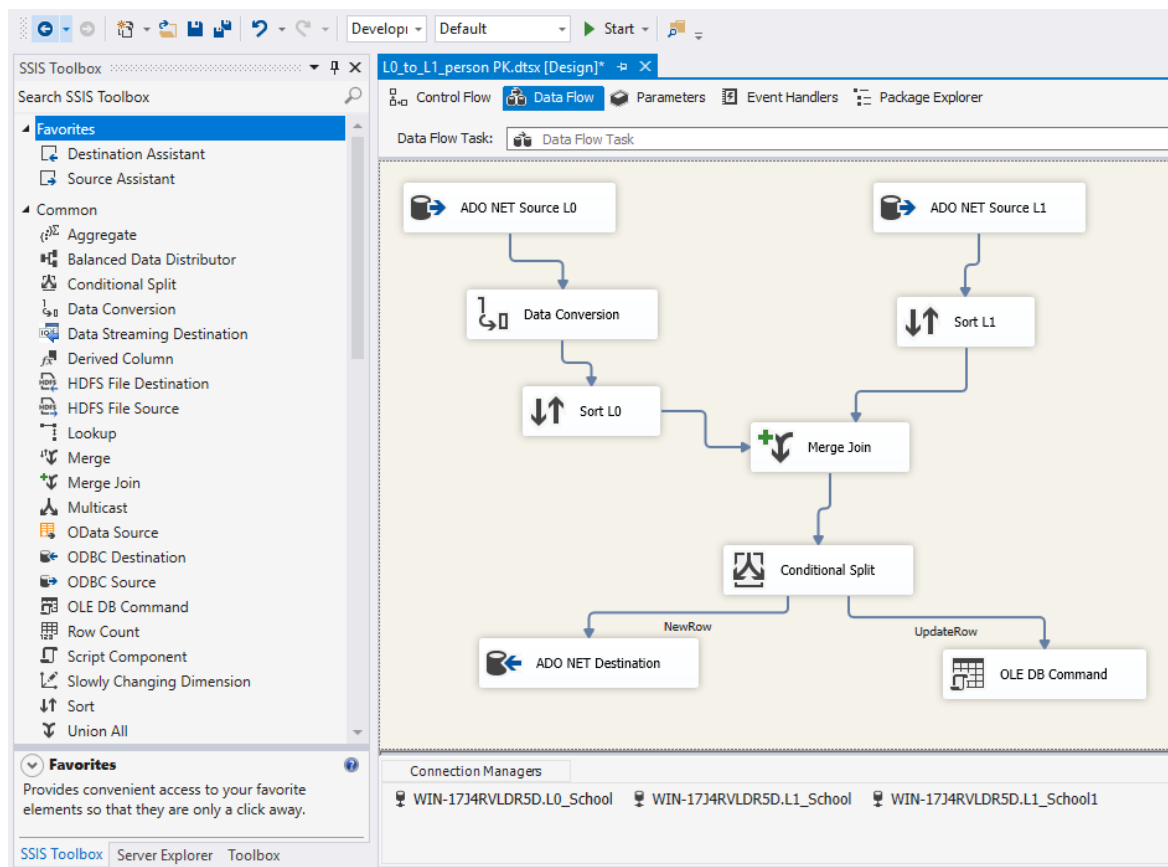 Develop
Default
Start
SSIS Toolbox
L0_to_L1_person PK.dtsx [Design]*
Search SSIS Toolbox
Control Flow
Data Flow
Parameters
Event Handlers
Package Explorer
Data Flow Task:
Data Flow Task
Favorites
Destination Assistant
Source Assistant
Common
Aggregate
Balanced Data Distributor
Conditional Split
Data Conversion
Data Streaming Destination
Derived Column
HDFS File Destination
HDFS File Source
Lookup
Merge
Merge Join
Multicast
OData Source
ODBC Destination
ODBC Source
OLE DB Command
Row Count
Script Component
Slowly Changing Dimension
Sort
Union All
Favorites
Provides convenient access to your favorite
elements so that they are only a click away.
SSIS Toolbox
Server Explorer
Toolbox
ADO NET Source L0
ADO NET Source L1
Data Conversion
Sort L1
Sort L0
Merge Join
Conditional Split
NewRow
UpdateRow
ADO NET Destination
OLE DB Command
Connection Managers
WIN-17J4RVLDR5D.L0_School
WIN-17J4RVLDR5D.L1_School
WIN-17J4RVLDR5D.L1_School1